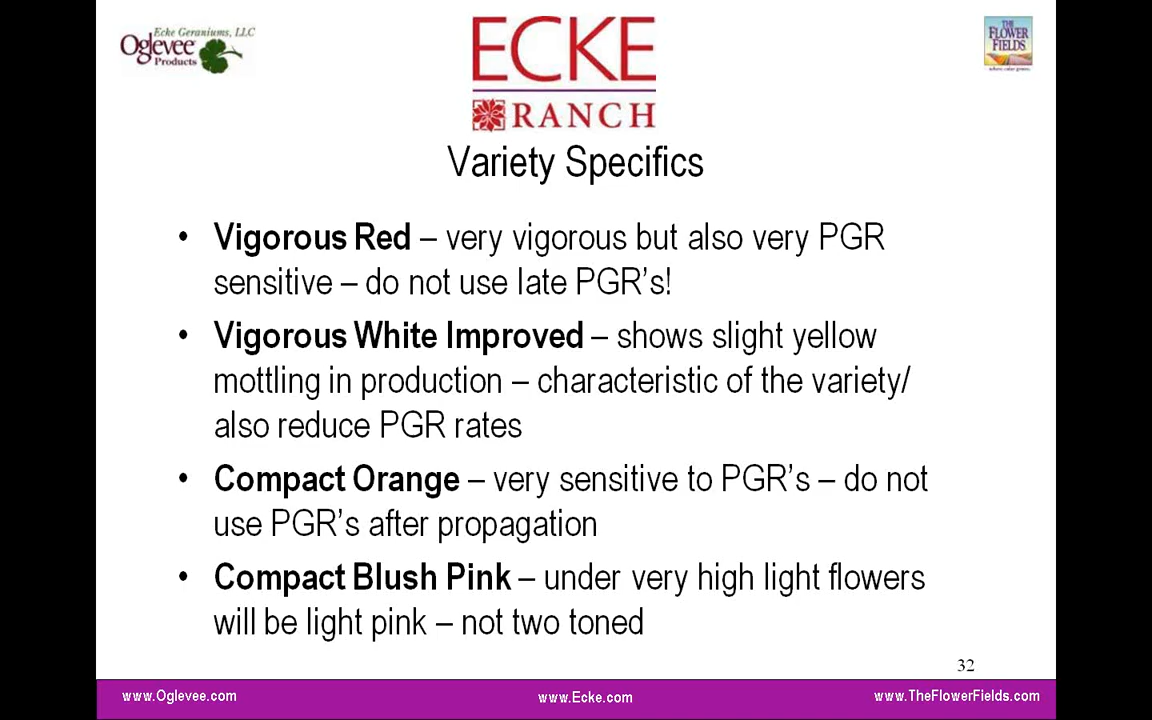 Ecke Geraniums, LLC
Oglevee
Products
ECKE
RANCH
THE
FLOWER
FIELDS
Variety Specifics
• Vigorous Red – very vigorous but also very PGR
sensitive – do not use late PGR's!
• Vigorous White Improved – shows slight yellow
mottling in production – characteristic of the variety/
also reduce PGR rates
• Compact Orange – very sensitive to PGR's – do not
use PGR's after propagation
• Compact Blush Pink – under very high light flowers
will be light pink – not two toned
32
www.Oglevee.com
www.Ecke.com
www.TheFlowerFields.com